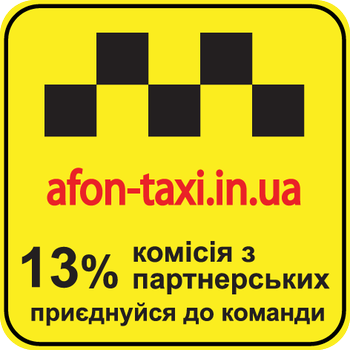 afon-taxi.in.ua
13% комісія з
партнерських
приєднуйся до команди